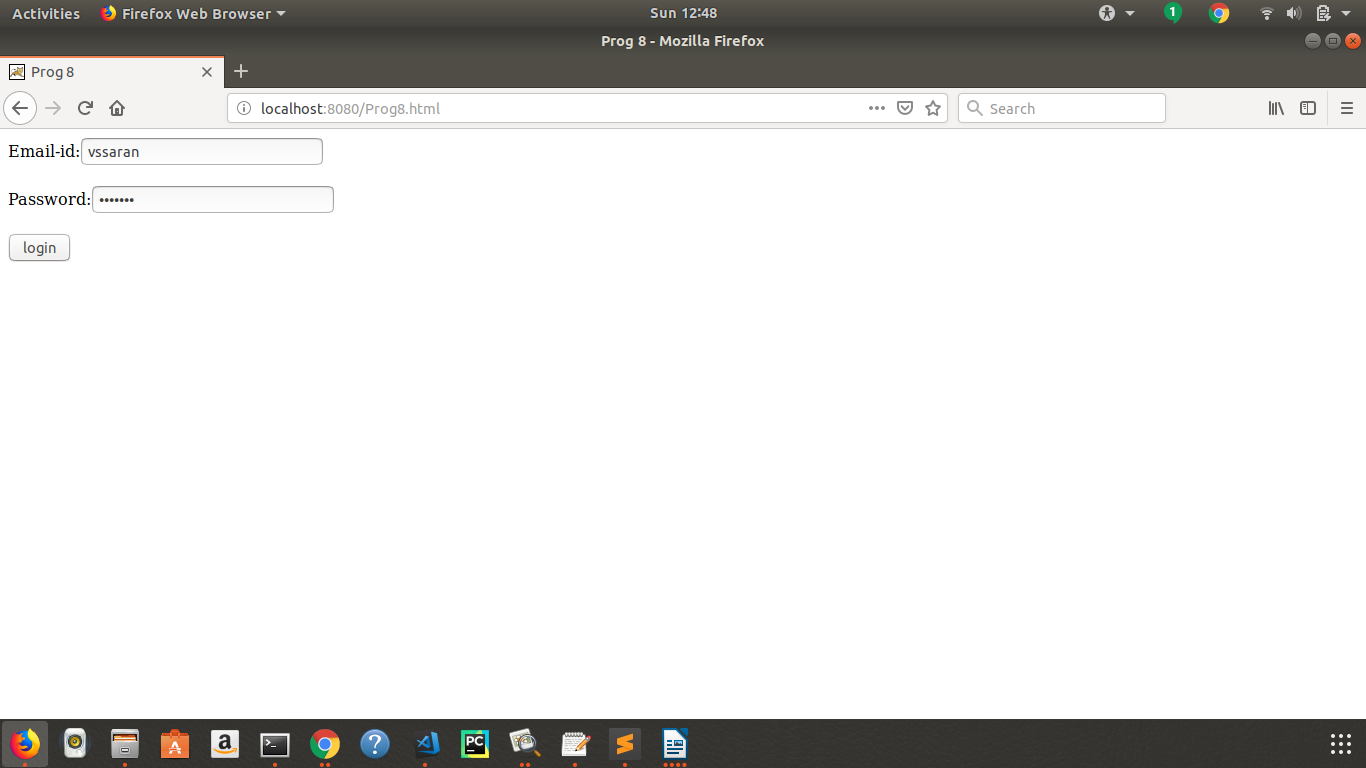 Activities Firefox Web Browser Sun 12:48 1
Prog 8 - Mozilla Firefox
Prog 8
localhost:8080/Prog8.html Search
Email-id: vssaran
Password: •••••••
login
a >_ ? PC